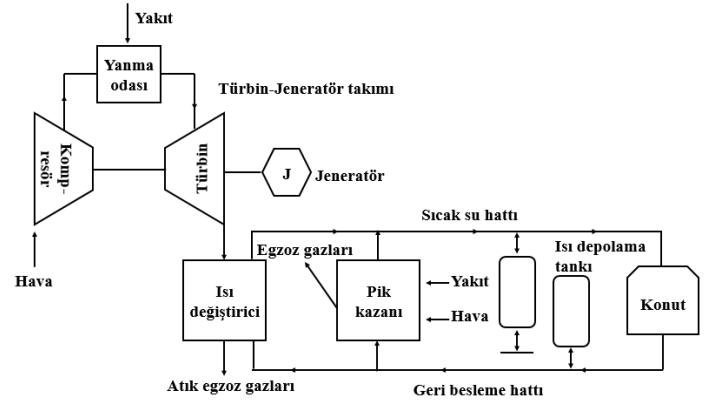 Yakıt
Yanma
odası
Türbin-Jeneratör takımı
Komp-
resör
Türbin
J
Jeneratör
Hava
Sıcak su hattı
Egzoz gazları
Isı depolama
tankı
Isı
değiştirici
Pik
kazanı
Yakıt
Hava
Konut
Atık egzoz gazları
Geri besleme hattı